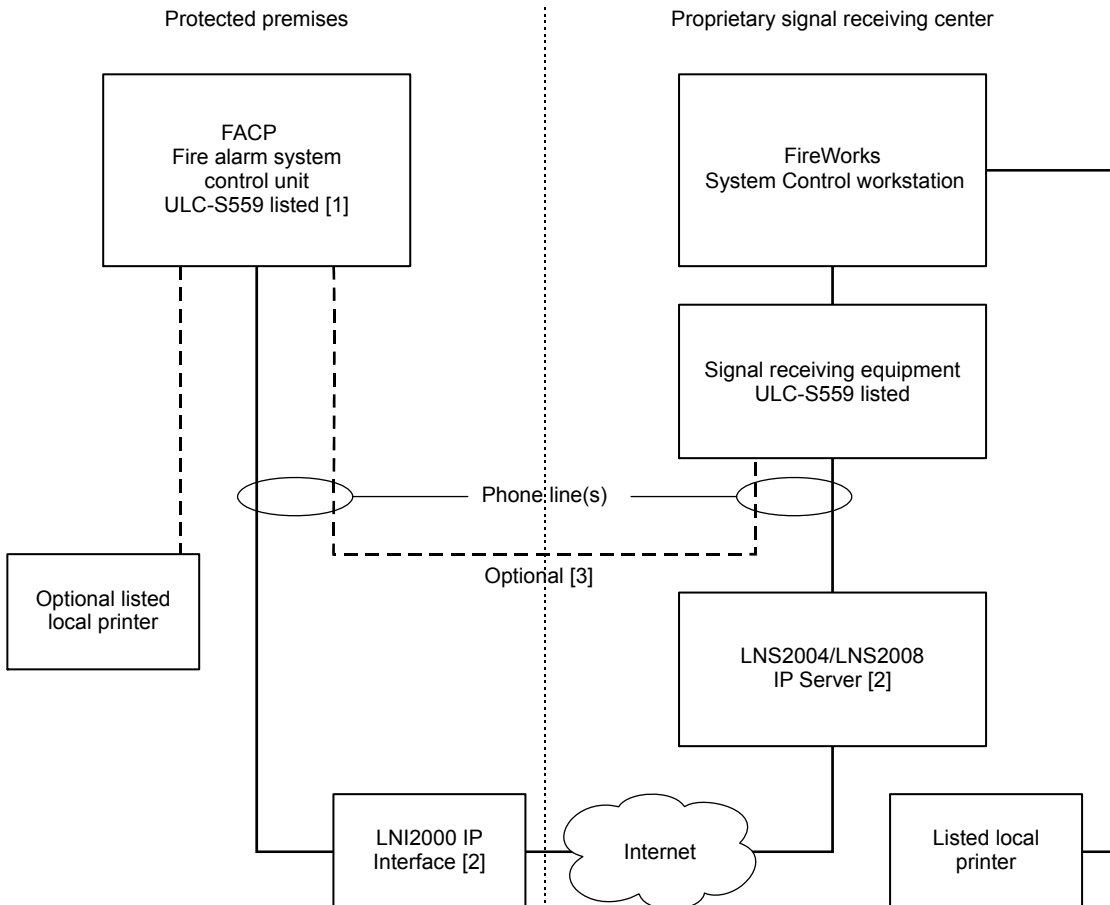 Protected premises
Proprietary signal receiving center
FACP
Fire alarm system
control unit
ULC-S559 listed [1]
FireWorks
System Control workstation
Signal receiving equipment
ULC-S559 listed
Phone line(s)
Optional [3]
Optional listed
local printer
LNS2004/LNS2008
IP Server [2]
LNI2000 IP
Interface [2]
Internet
Listed local
printer